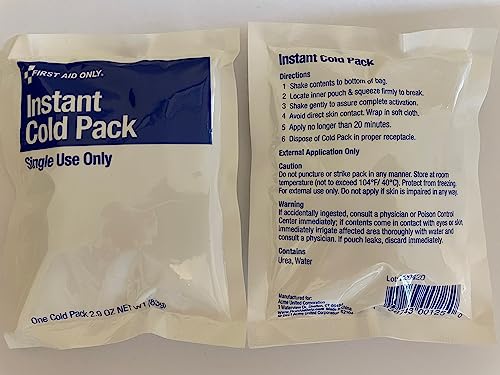 FIRST AID ONLY.
Instant
Cold Pack
Single Use Only
One Cold Pack 2.9 OZ NET WT (83g)
Instant Cold Pack
Directions
1 Shake contents to bottom of bag.
2 Locate inner pouch & squeeze firmly to break.
3 Shake gently to assure complete activation.
4 Avoid direct skin contact. Wrap in soft cloth.
5 Apply no longer than 20 minutes.
6 Dispose of Cold Pack in proper receptacle.
External Application Only
Caution
Do not puncture or strike pack in any manner. Store at room
temperature (not to exceed 104°F/ 40°C). Protect from freezing.
For external use only. Do not apply if skin is impaired in any way.
Warning
If accidentally ingested, consult a physician or Poison Control
Center immediately; if contents come in contact with eyes or skin,
immediately irrigate affected area thoroughly with water and
consult a physician. If pouch leaks, discard immediately.
Contains
Urea, Water
Manufactured for:
Acme United Corporation
Lot